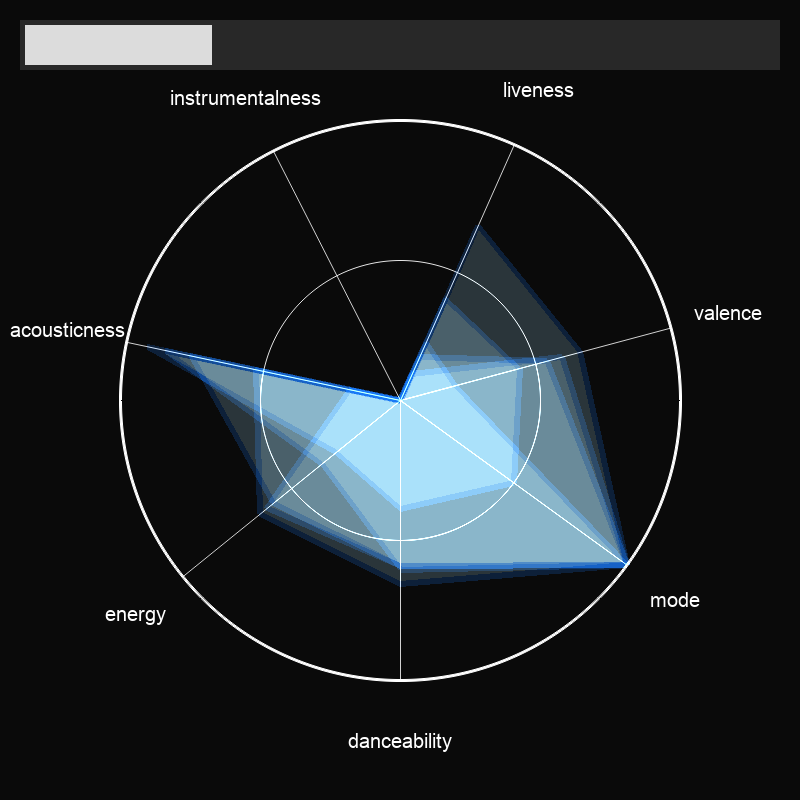 liveness
instrumentalness
valence
acousticness
mode
energy
danceability